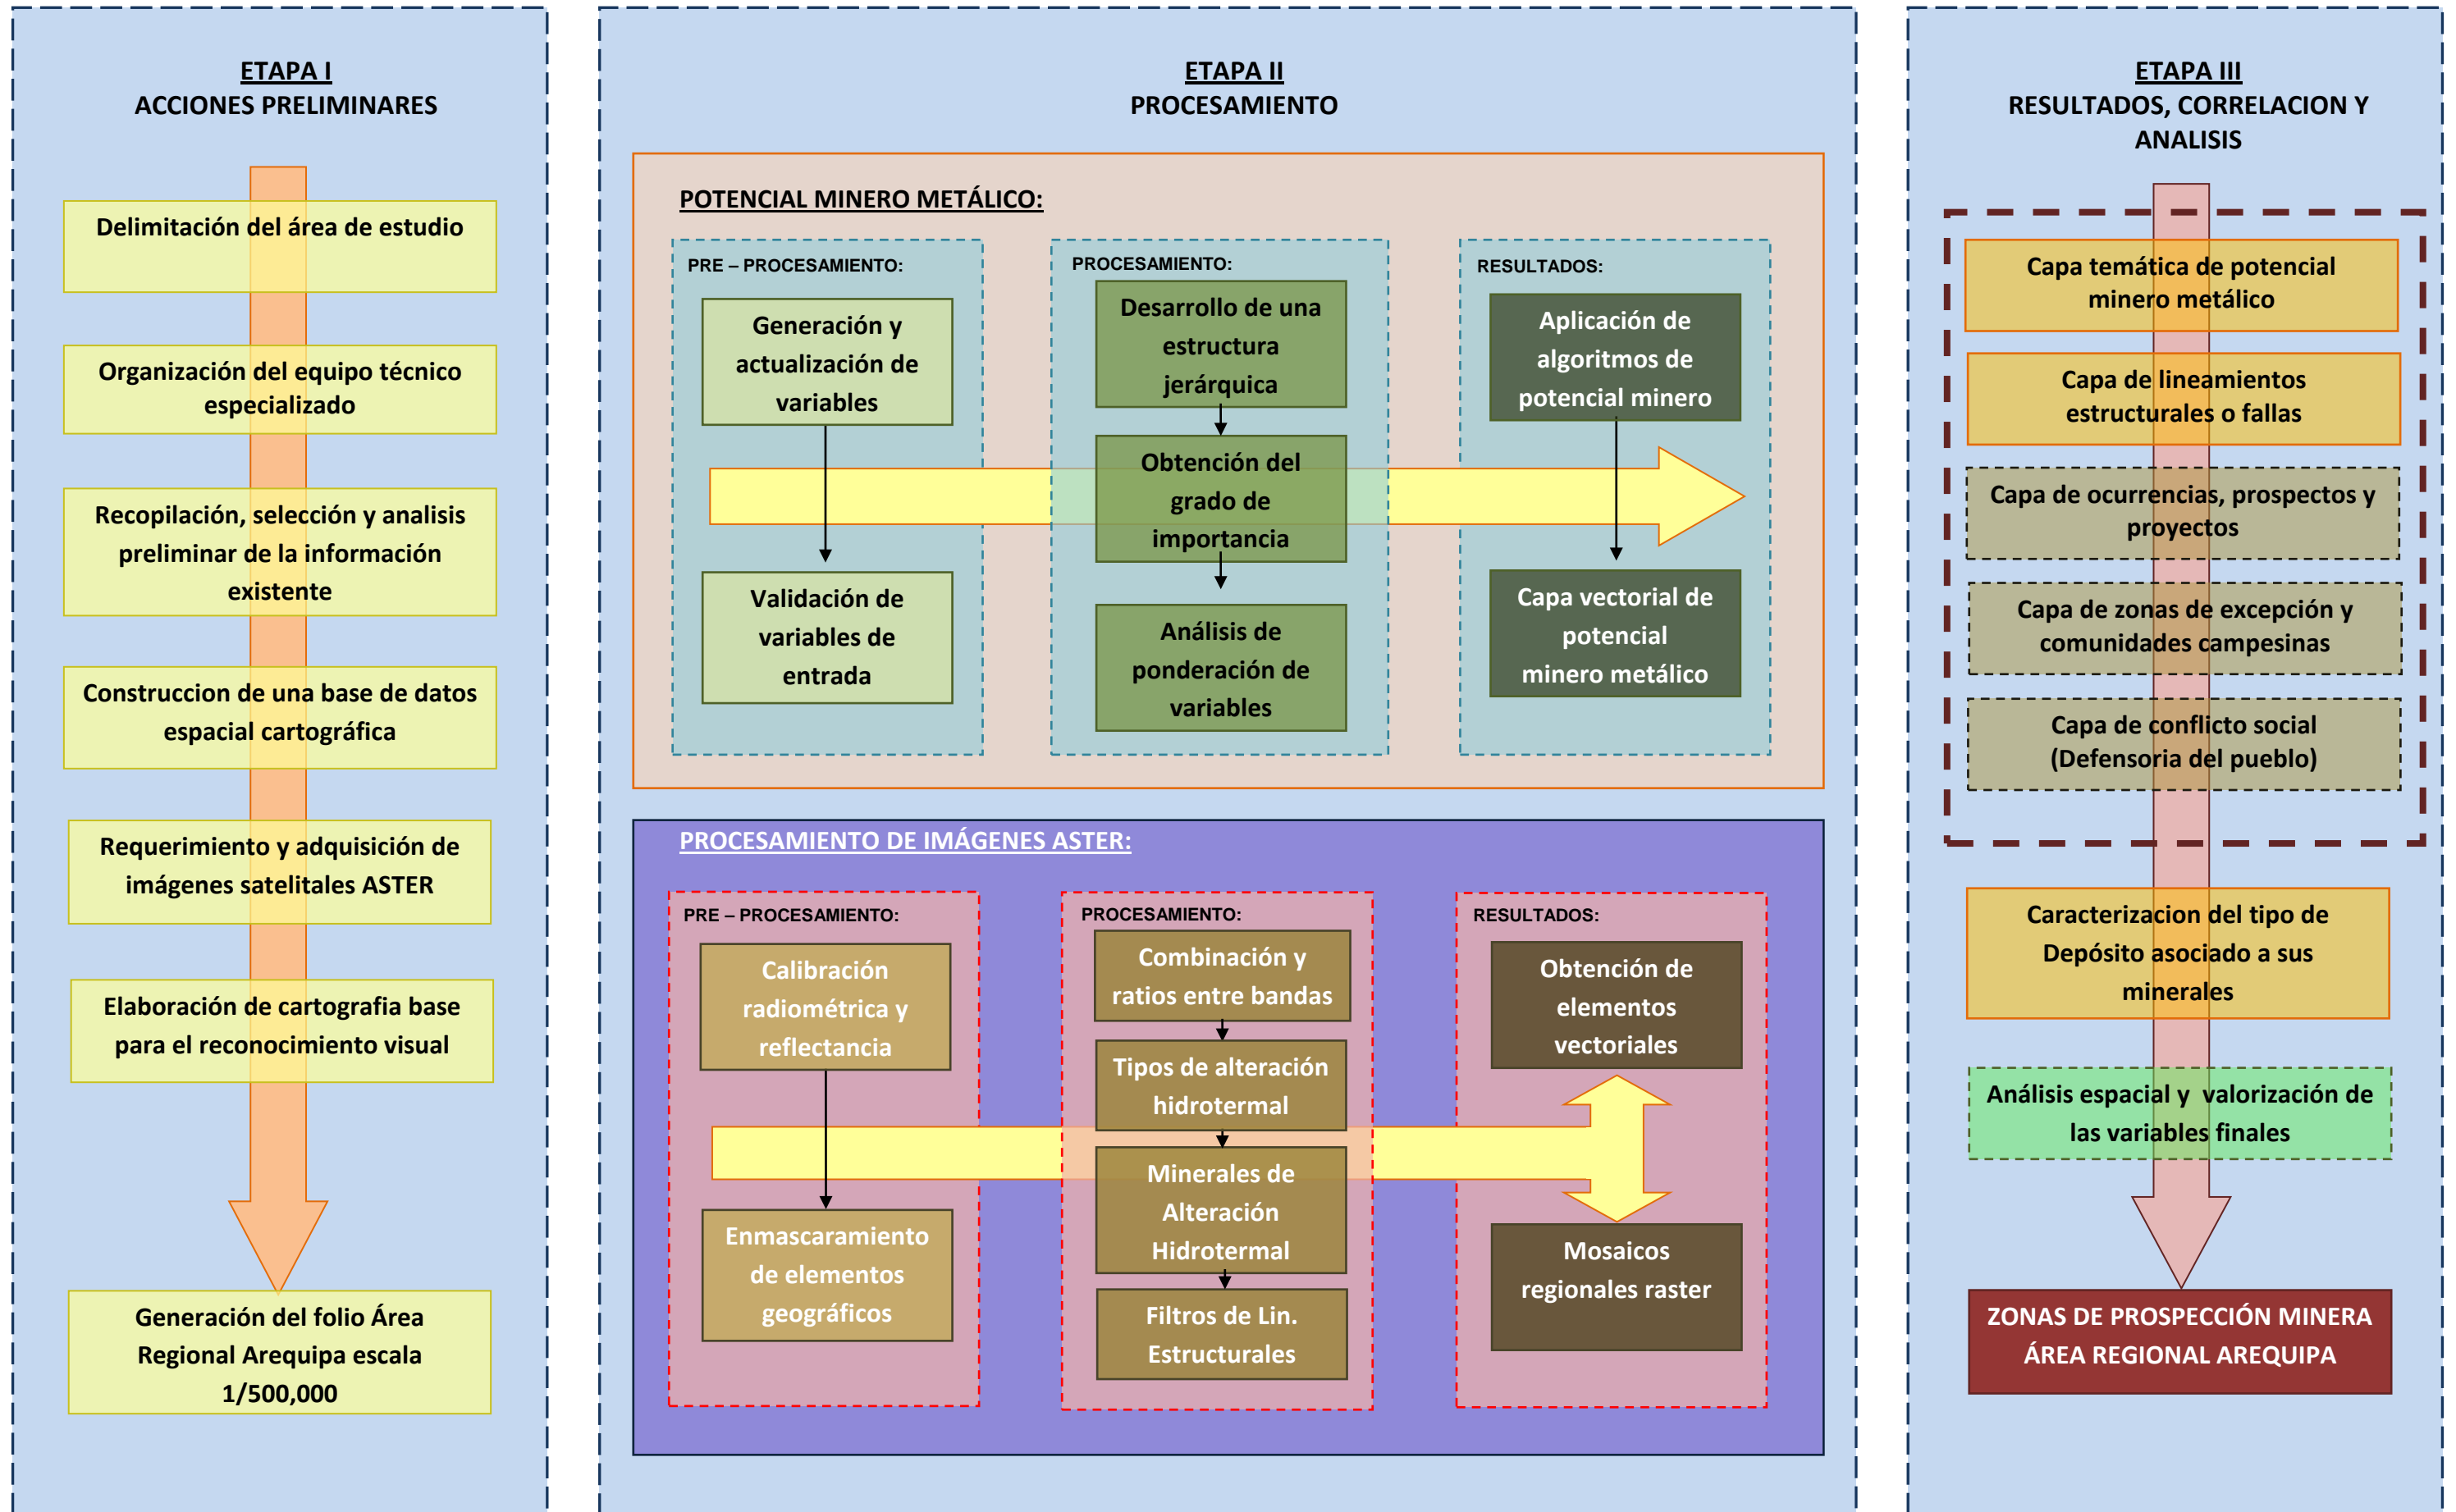 ETAPA I
ACCIONES PRELIMINARES
Delimitación del área de estudio
Organización del equipo técnico
especializado
Recopilación, selección y analisis
preliminar de la información
existente
Construccion de una base de datos
espacial cartográfica
Requerimiento y adquisición de
imágenes satelitales ASTER
Elaboración de cartografia base
para el reconocimiento visual
Generación del folio Área
Regional Arequipa escala
1/500,000
ETAPA II
PROCESAMIENTO
POTENCIAL MINERO METÁLICO:
PRE – PROCESAMIENTO:
Generación y
actualización de
variables
Validación de
variables de
entrada
PROCESAMIENTO:
Desarrollo de una
estructura
jerárquica
Obtención del
grado de
importancia
Análisis de
ponderación de
variables
RESULTADOS:
Aplicación de
algoritmos de
potencial minero
Capa vectorial de
potencial
minero metálico
PROCESAMIENTO DE IMÁGENES ASTER:
PRE – PROCESAMIENTO:
Calibración
radiométrica y
reflectancia
Enmascaramiento
de elementos
geográficos
PROCESAMIENTO:
Combinación y
ratios entre bandas
Tipos de alteración
hidrotermal
Minerales de
Alteración
Hidrotermal
Filtros de Lin.
Estructurales
RESULTADOS:
Obtención de
elementos
vectoriales
Mosaicos
regionales raster
ETAPA III
RESULTADOS, CORRELACION Y
ANALISIS
Capa temática de potencial
minero metálico
Capa de lineamientos
estructurales o fallas
Capa de ocurrencias, prospectos y
proyectos
Capa de zonas de excepción y
comunidades campesinas
Capa de conflicto social
(Defensoria del pueblo)
Caracterizacion del tipo de
Depósito asociado a sus
minerales
Análisis espacial y valorización de
las variables finales
ZONAS DE PROSPECCIÓN MINERA
ÁREA REGIONAL AREQUIPA